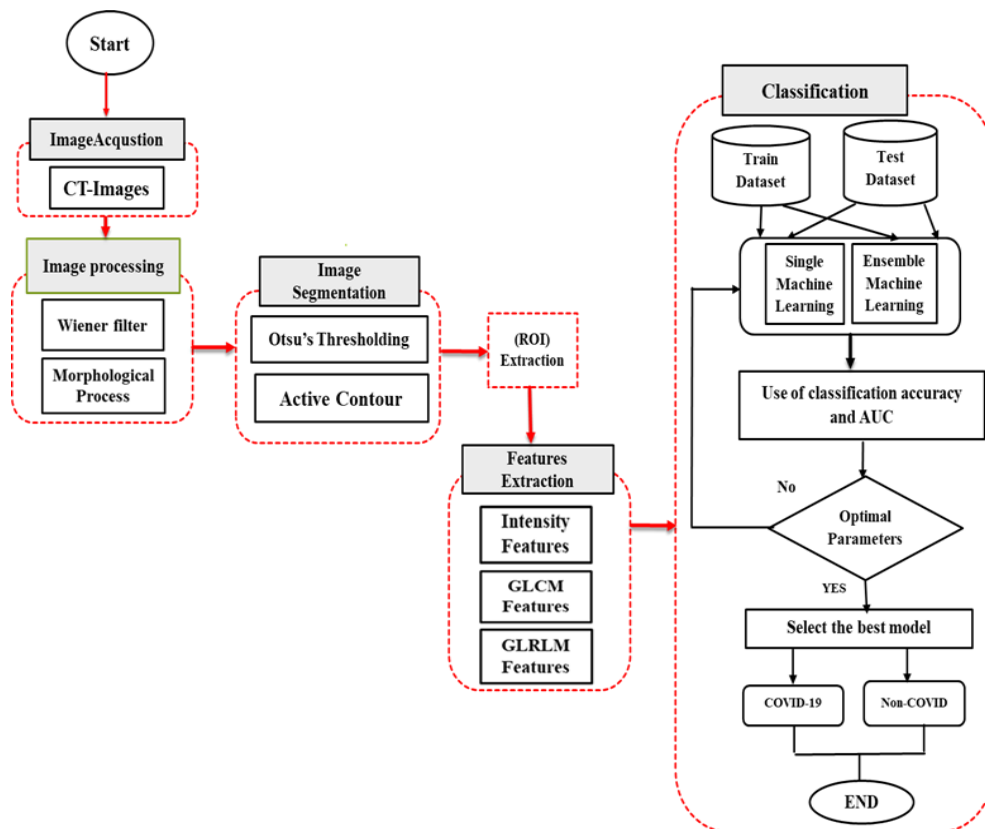 Start
ImageAcqustion
CT-Images
Image processing
Wiener filter
Morphological
Process
Image
Segmentation
Otsu's Thresholding
Active Contour
(ROI)
Extraction
Features
Extraction
Intensity
Features
GLCM
Features
GLRLM
Features
Classification
Train
Dataset
Test
Dataset
Single
Machine
Learning
Ensemble
Machine
Learning
Use of classification accuracy
and AUC
No
Optimal
Parameters
YES
Select the best model
COVID-19
Non-COVID
END